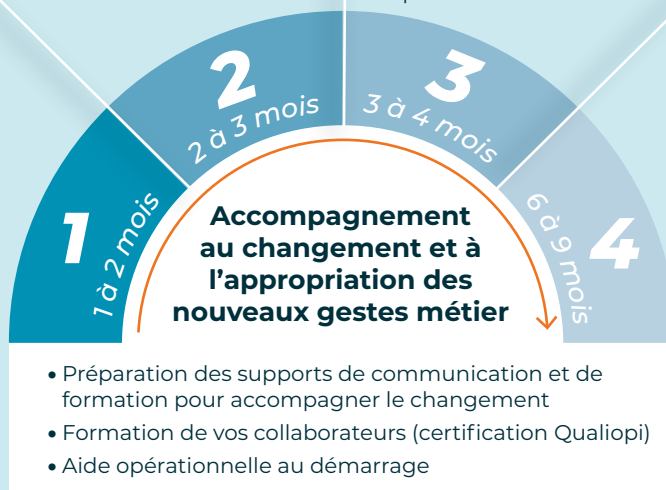 1
1 à 2 mois
2
2 à 3 mois
3
3 à 4 mois
4
6 à 9 mois
Accompagnement
au changement et à
l’appropriation des
nouveaux gestes métier
• Préparation des supports de communication et de
formation pour accompagner le changement
• Formation de vos collaborateurs (certification Qualiopi)
• Aide opérationnelle au démarrage